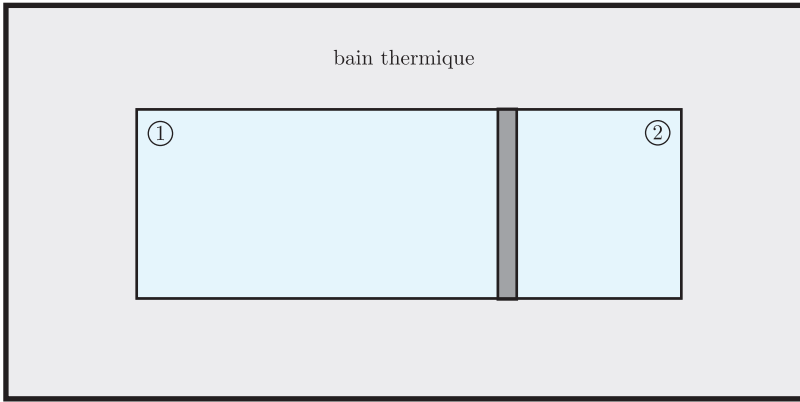 bain thermique
① ②